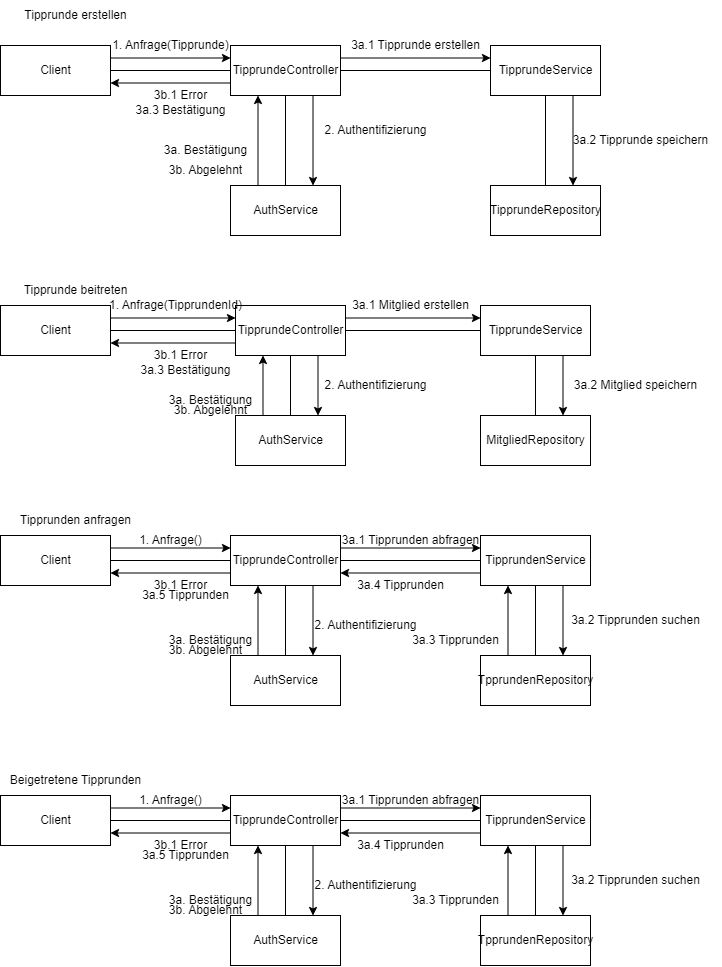 Tipprunde erstellen
1. Anfrage(Tipprunde)
3a.1 Tipprunde erstellen
Client
TipprundeController
TipprundeService
3b.1 Error
3a.3 Bestätigung
2. Authentifizierung
3a.2 Tipprunde speichern
3a. Bestätigung
3b. Abgelehnt
AuthService
TipprundeRepository
Tipprunde beitreten
1. Anfrage(TipprundenId)
3a.1 Mitglied erstellen
Client
TipprundeController
TipprundeService
3b.1 Error
3a.3 Bestätigung
2. Authentifizierung
3a.2 Mitglied speichern
3a. Bestätigung
3b. Abgelehnt
AuthService
MitgliedRepository
Tipprunden anfragen
1. Anfrage()
3a.1 Tipprunden abfragen
Client
TipprundeController
TipprundenService
3b.1 Error
3a.4 Tipprunden
3a.5 Tipprunden
2. Authentifizierung
3a.2 Tipprunden suchen
3a. Bestätigung
3a.3 Tipprunden
3b. Abgelehnt
AuthService
TpprundenRepository
Beigetretene Tipprunden
1. Anfrage()
3a.1 Tipprunden abfragen
Client
TipprundeController
TipprundenService
3b.1 Error
3a.4 Tipprunden
3a.5 Tipprunden
2. Authentifizierung
3a.2 Tipprunden suchen
3a. Bestätigung
3a.3 Tipprunden
3b. Abgelehnt
AuthService
TpprundenRepository